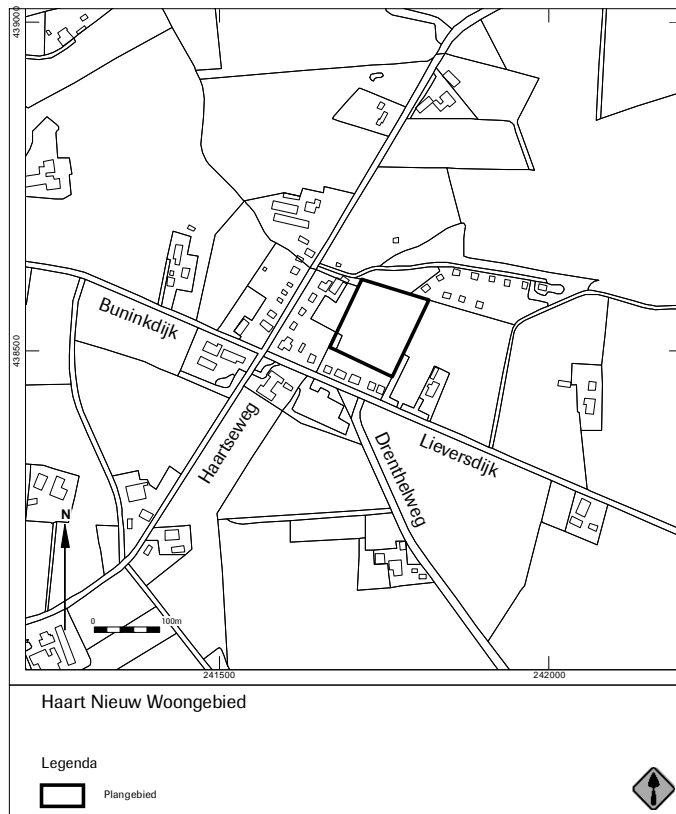 439000
Buninkdijk
438500
Haartseweg
Drenthelweg
Lieversdijk
N
0 100m
241500 242000
Haart Nieuw Woongebied
Legenda
Plangebied